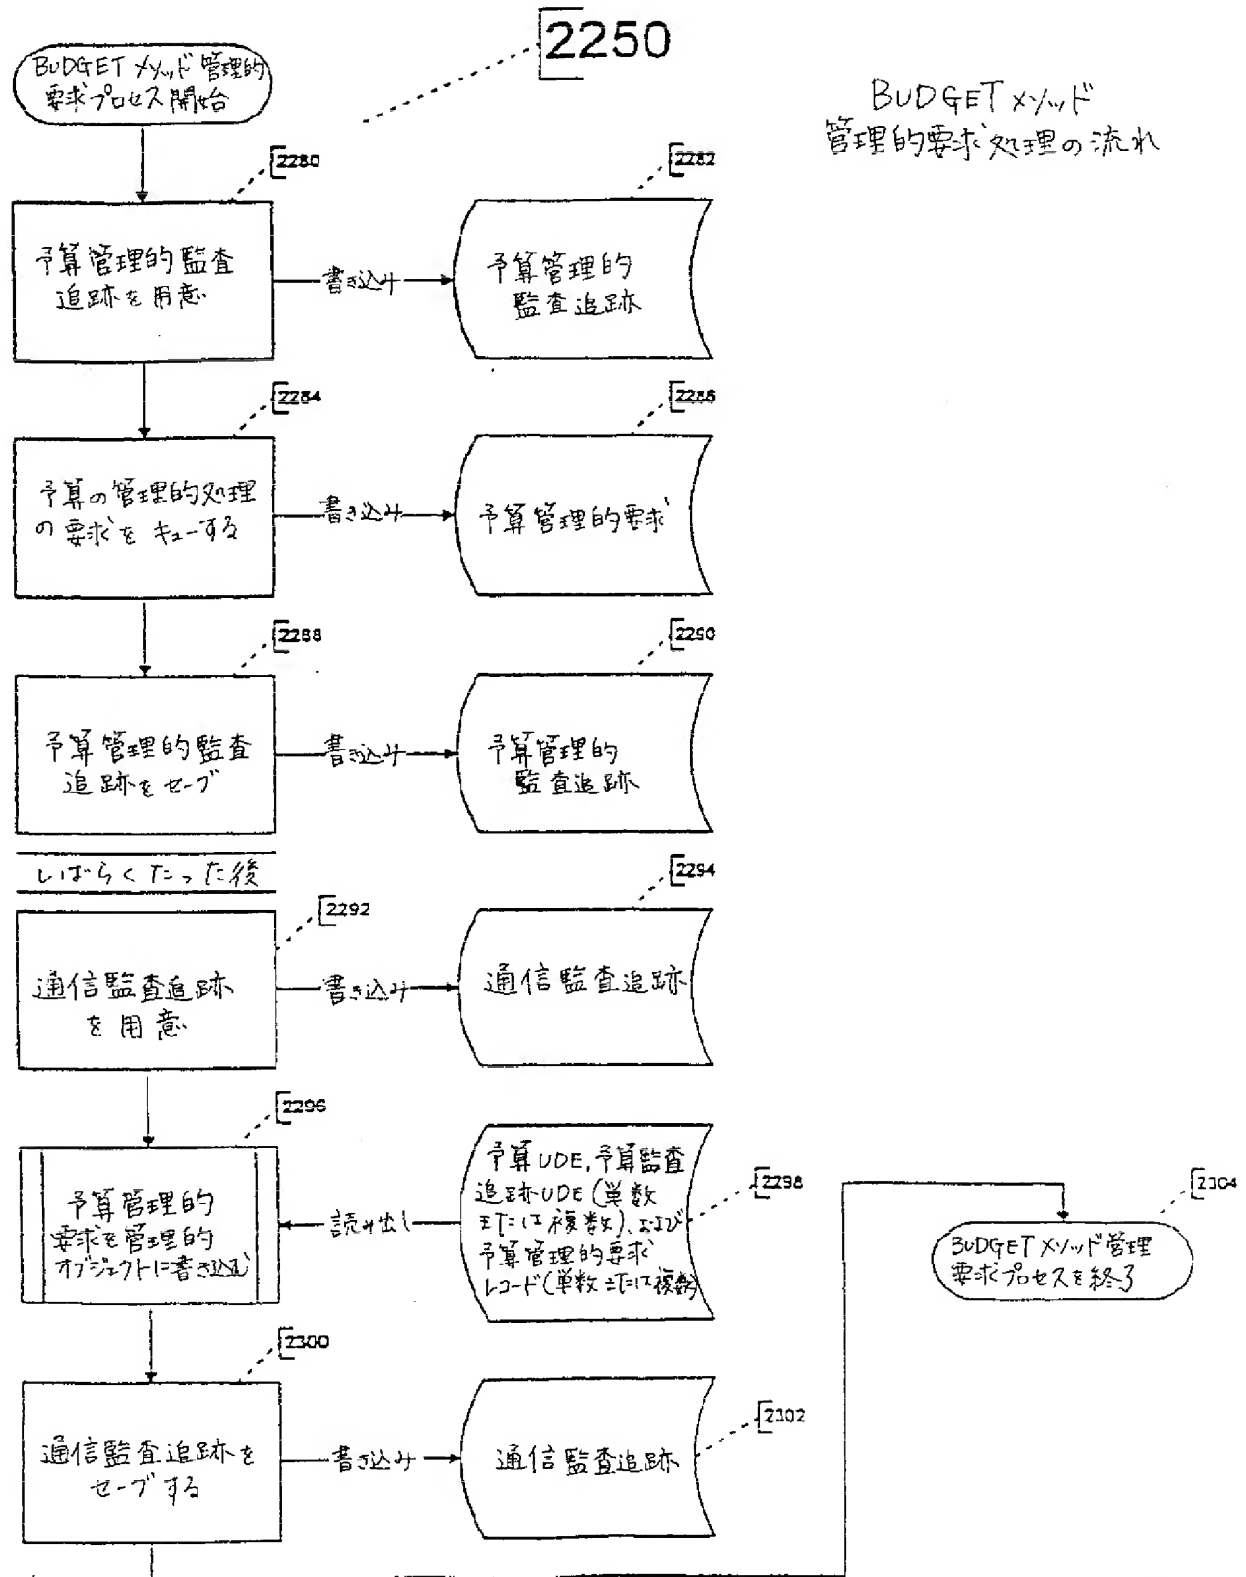 2250
BUDGETメソッド管理的
要求プロセス開始
BUDGETメソッド
管理的要求処理の流れ
2280
2282
予算管理的監査
追跡を用意
書き込み
予算管理的
監査追跡
2284
2286
予算の管理的処理
の要求をキューする
書き込み
予算管理的要求
2288
2290
予算管理的監査
追跡をセーブ
書き込み
予算管理的
監査追跡
しばらくたった後
2292
2294
通信監査追跡
を用意
書き込み
通信監査追跡
2296
2298
予算管理的
要求を管理的
オブジェクトに書き込む
読み出し
予算UDE,予算監査
追跡UDE(単数
または複数)、および
予算管理的要求
レコード(単数または複数)
2304
BUDGETメソッド管理
要求プロセスを終了
2300
2302
通信監査追跡を
セーブする
書き込み
通信監査追跡